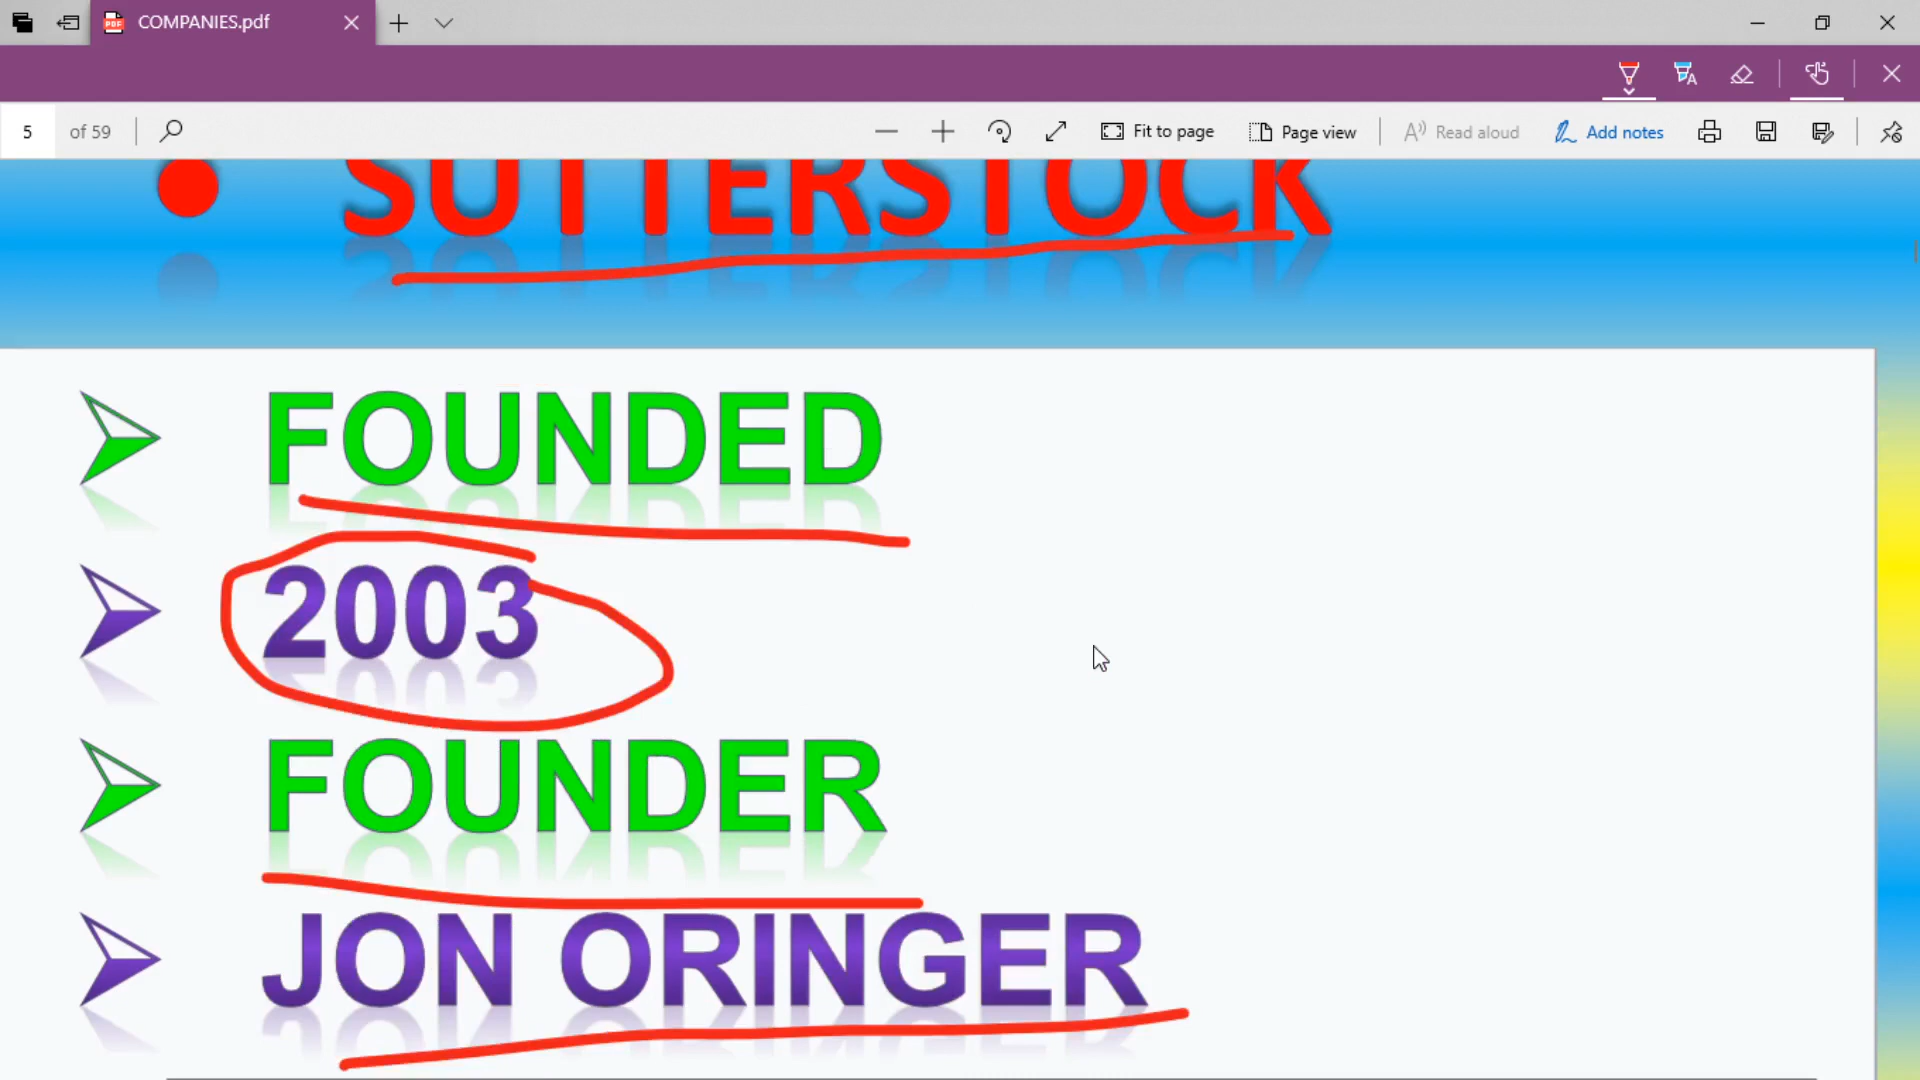 COMPANIES.pdf
5 of 59 Fit to page Page view Read aloud Add notes
SUTTERSTOCK
FOUNDED
2003
FOUNDER
JON ORINGER